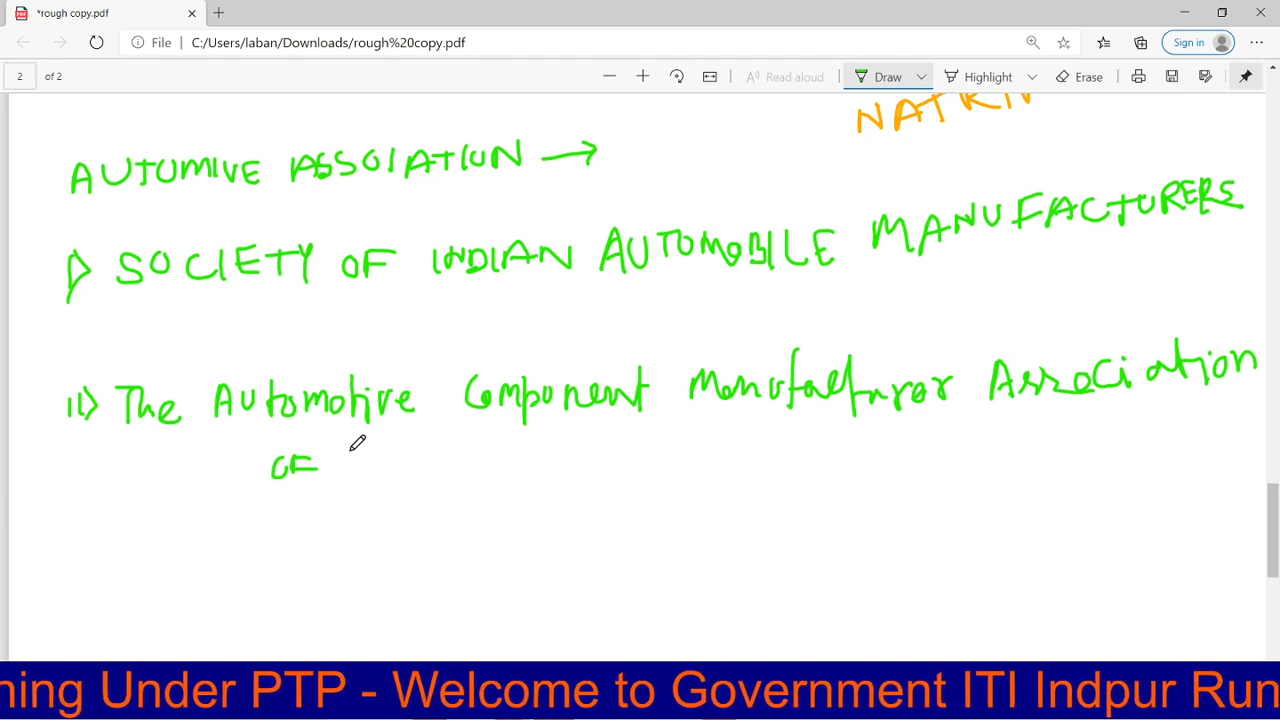 *rough copy.pdf
File C:/Users/laban/Downloads/rough%20copy.pdf Sign in
2 of 2 Read aloud Draw Highlight Erase
AUTOMIVE ASSOIATION →
I) SOCIETY OF INDIAN AUTOMOBILE MANUFACTURERS
II) The Automotive Component Manufacturer Association
OF
ning Under PTP - Welcome to Government ITI Indpur Run